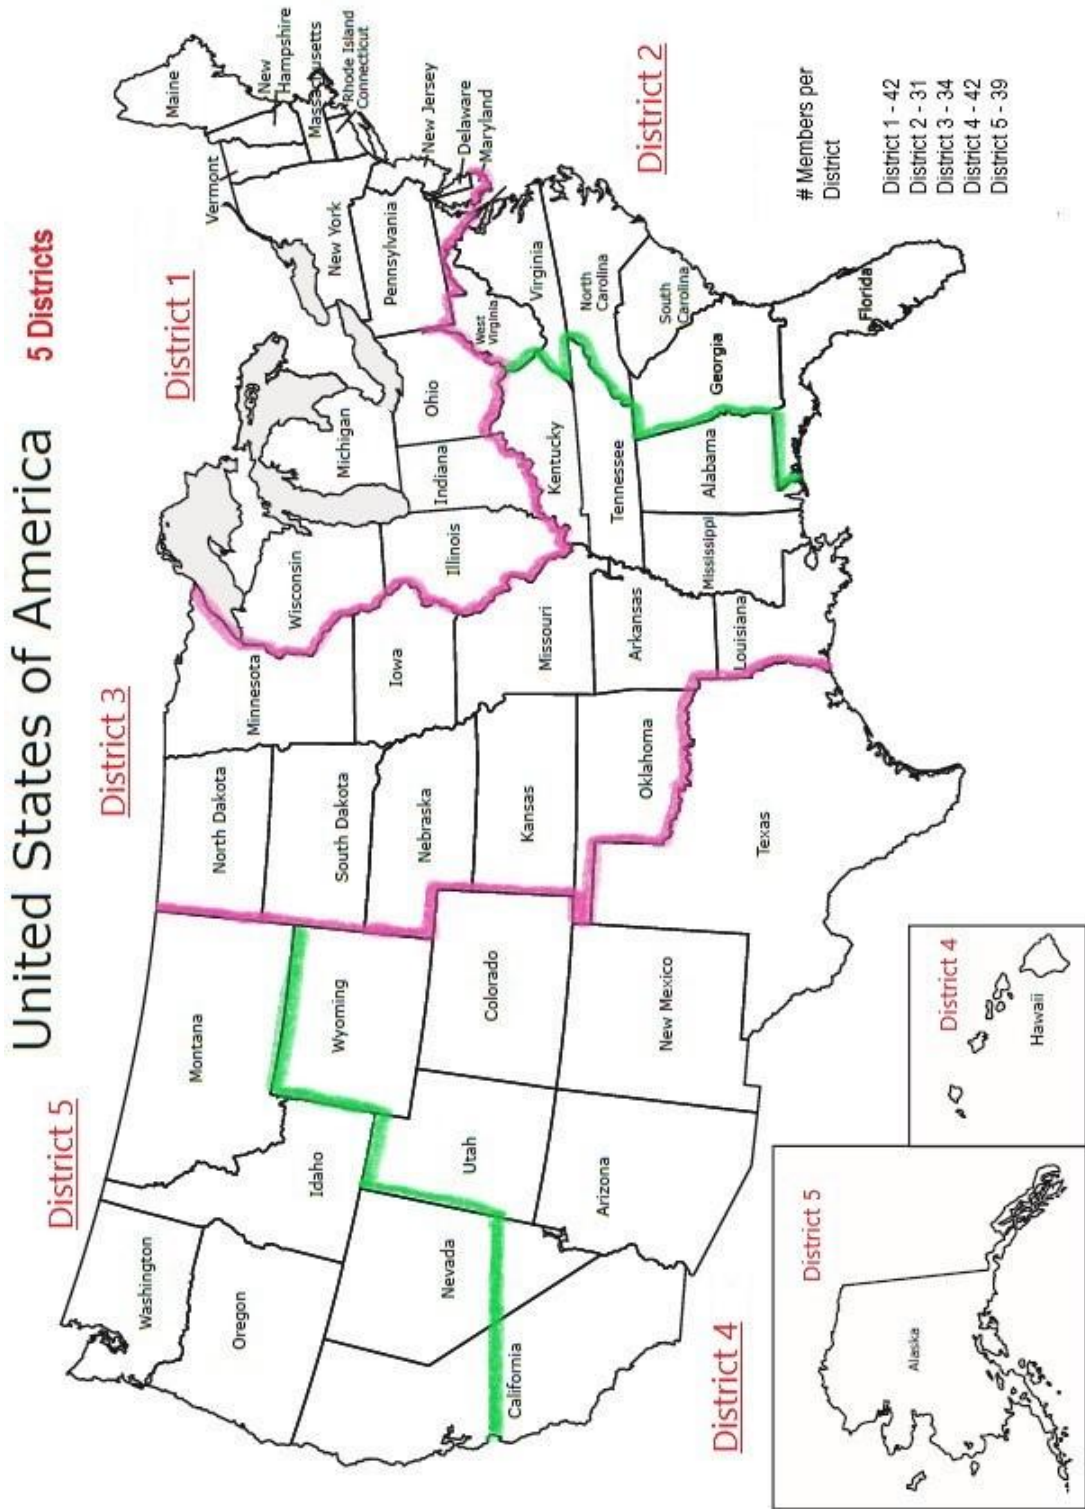 United States of America
5 Districts
District 5
District 3
District 1
Washington
Oregon
California
Nevada
Idaho
Montana
Wyoming
Utah
Colorado
Arizona
New Mexico
North Dakota
South Dakota
Nebraska
Kansas
Oklahoma
Texas
Minnesota
Iowa
Missouri
Arkansas
Louisiana
Wisconsin
Illinois
Michigan
Indiana
Ohio
Kentucky
Tennessee
Mississippi
Alabama
Georgia
Florida
South
Carolina
North
Carolina
Virginia
West
Virginia
Pennsylvania
New York
Vermont
Maine
New
Hampshire
Massachusetts
Rhode Island
Connecticut
New Jersey
Delaware
Maryland
District 4
District 2
District 5
Alaska
District 4
Hawaii
# Members per
District
District 1 - 42
District 2 - 31
District 3 - 34
District 4 - 42
District 5 - 39